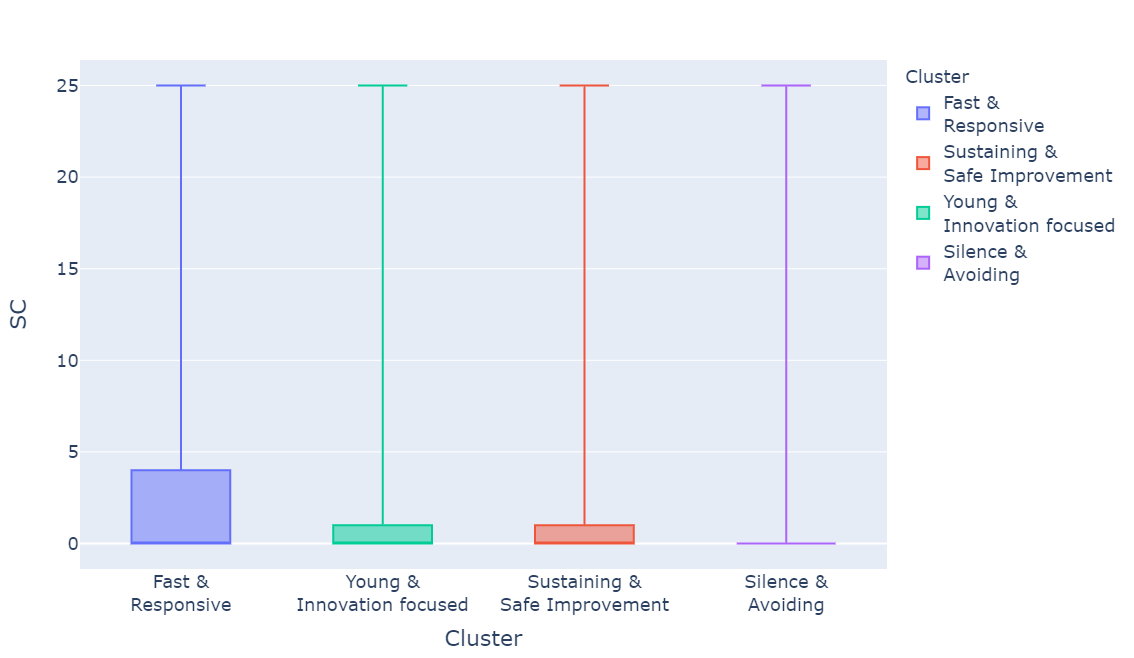 25
20
15
10
5
0
SC
Fast &
Responsive
Young &
Innovation focused
Sustaining &
Safe Improvement
Silence &
Avoiding
Cluster
Cluster
Fast &
Responsive
Sustaining &
Safe Improvement
Young &
Innovation focused
Silence &
Avoiding